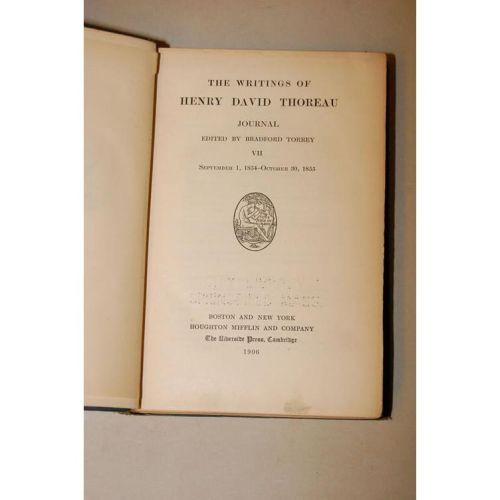 THE WRITINGS OF
HENRY DAVID THOREAU
JOURNAL
EDITED BY BRADFORD TORREY
VII
SEPTEMBER 1, 1854–OCTOBER 30, 1855
BOSTON AND NEW YORK
HOUGHTON MIFFLIN AND COMPANY
The Riverside Press, Cambridge
1906